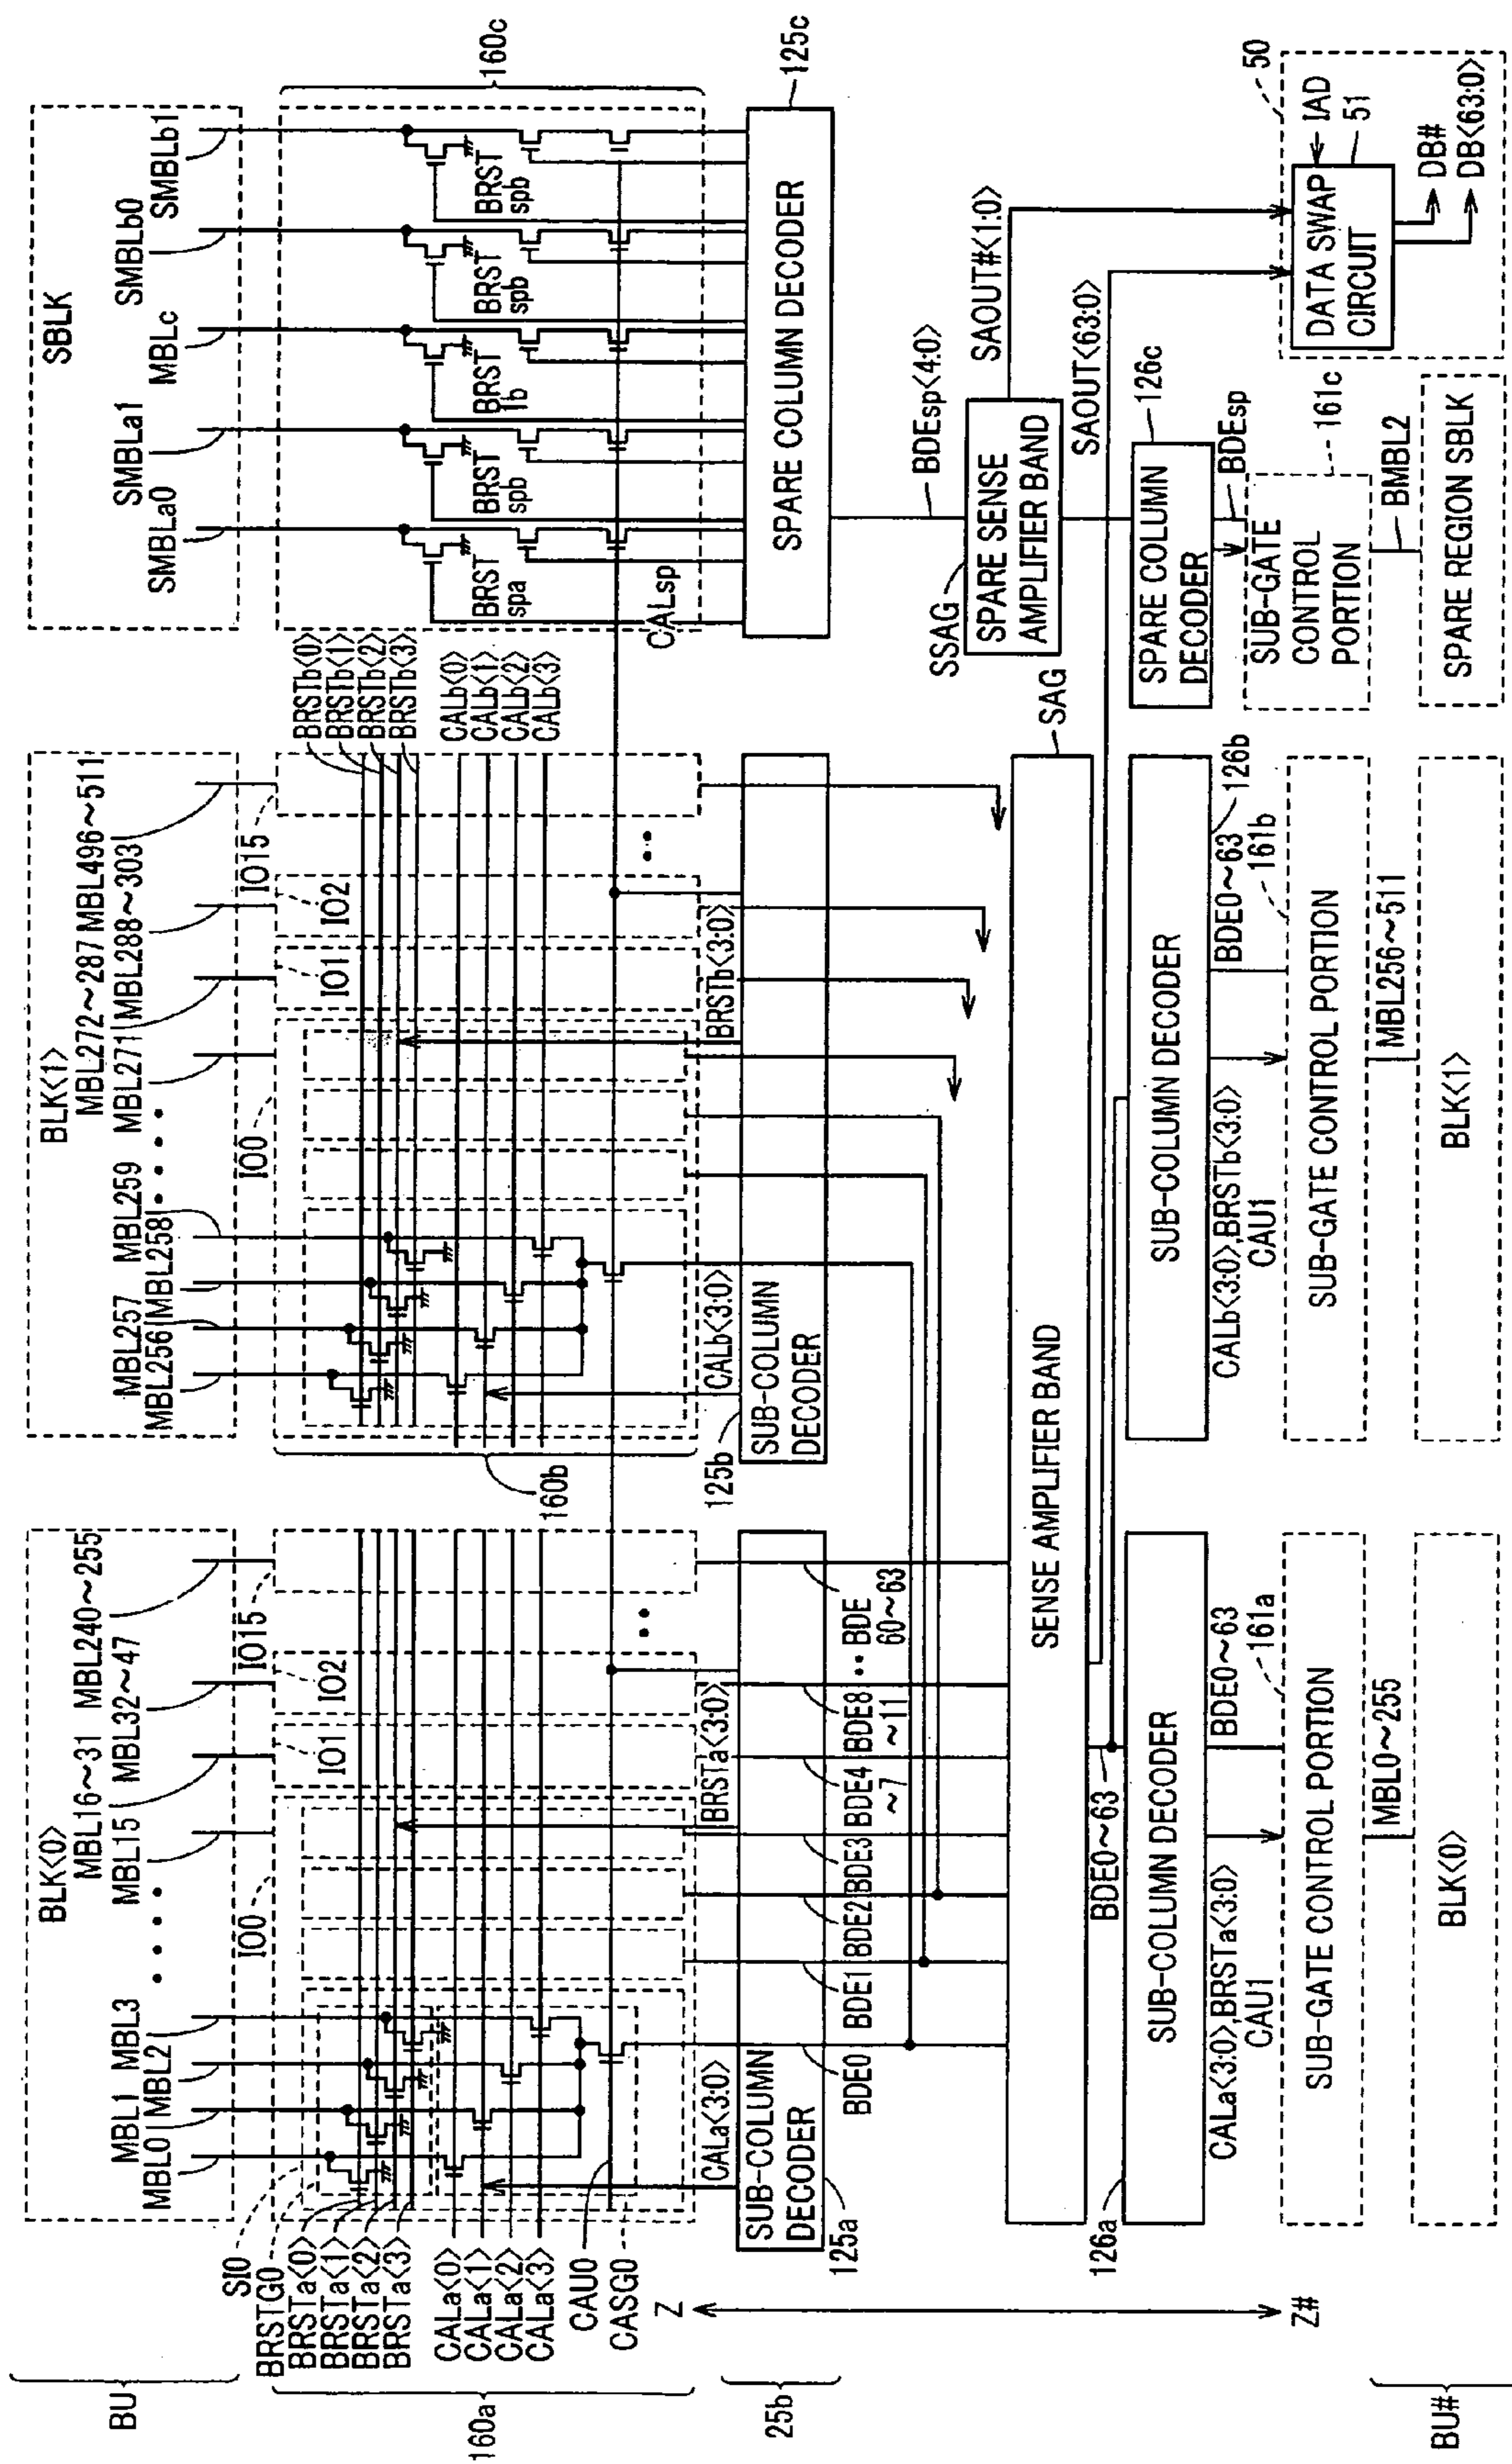 BU
BLK<0>
MBL16~31 MBL240~255
MBL1 MBL3
MBL15 MBL32~47
MBL0 MBL2
IO0
IO1
IO2
IO15
SI0
BRSTG0
BRSTa<0>
BRSTa<1>
BRSTa<2>
BRSTa<3>
CALa<0>
CALa<1>
CALa<2>
CALa<3>
CAU0
CASG0
160a
CALa<3:0>
BRSTa<3:0>
SUB-COLUMN
DECODER
125a
25b
BLK<1>
MBL272~287 MBL496~511
MBL257 MBL259
MBL271 MBL288~303
MBL256 MBL258
IO0
IO1
IO2
IO15
BRSTb<0>
BRSTb<1>
BRSTb<2>
BRSTb<3>
CALb<0>
CALb<1>
CALb<2>
CALb<3>
160b
CALb<3:0>
BRSTb<3:0>
125b
SUB-COLUMN
DECODER
SBLK
SMBLa0
SMBLa1
MBLc
SMBLb0
SMBLb1
BRST
spa
BRST
spb
BRST
1b
BRST
spb
BRST
spb
CALsp
160c
SPARE COLUMN DECODER
125c
Z
Z#
BDE0
BDE1
BDE2
BDE3
BDE4
~7
BDE8
~11
BDE
60~63
SENSE AMPLIFIER BAND
SAG
BDEsp<4:0>
SSAG
SPARE SENSE
AMPLIFIER BAND
SAOUT#<1:0>
SAOUT<63:0>
50
DATA SWAP
CIRCUIT
IAD
51
DB#
DB<63:0>
BDE0~63
126a
SUB-COLUMN DECODER
CALa<3:0>,BRSTa<3:0>
CAU1
BDE0~63
161a
SUB-GATE CONTROL PORTION
MBL0~255
BLK<0>
SUB-COLUMN DECODER
126b
CALb<3:0>,BRSTb<3:0>
CAU1
BDE0~63
161b
SUB-GATE CONTROL PORTION
MBL256~511
BLK<1>
SPARE COLUMN
DECODER
126c
BDEsp
SUB-GATE
CONTROL
PORTION
161c
BMBL2
SPARE REGION SBLK
BU#